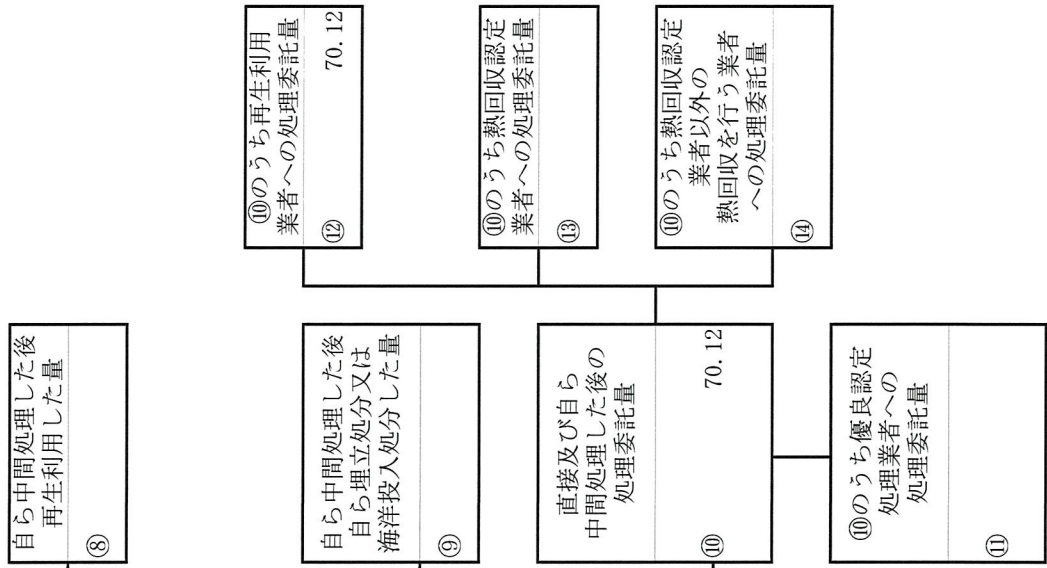 自ら中間処理した後
再生利用した量
⑧
自ら中間処理した後
自ら埋立処分又は
海洋投入処分した量
⑨
直接及び自ら
中間処理した後の
処理委託量
⑩
70.12
⑩のうち優良認定
処理業者への
処理委託量
⑪
⑩のうち再生利用
業者への処理委託量
⑫
70.12
⑩のうち熱回収認定
業者への処理委託量
⑬
⑩のうち熱回収認定
業者以外の
熱回収を行う業者
への処理委託量
⑭